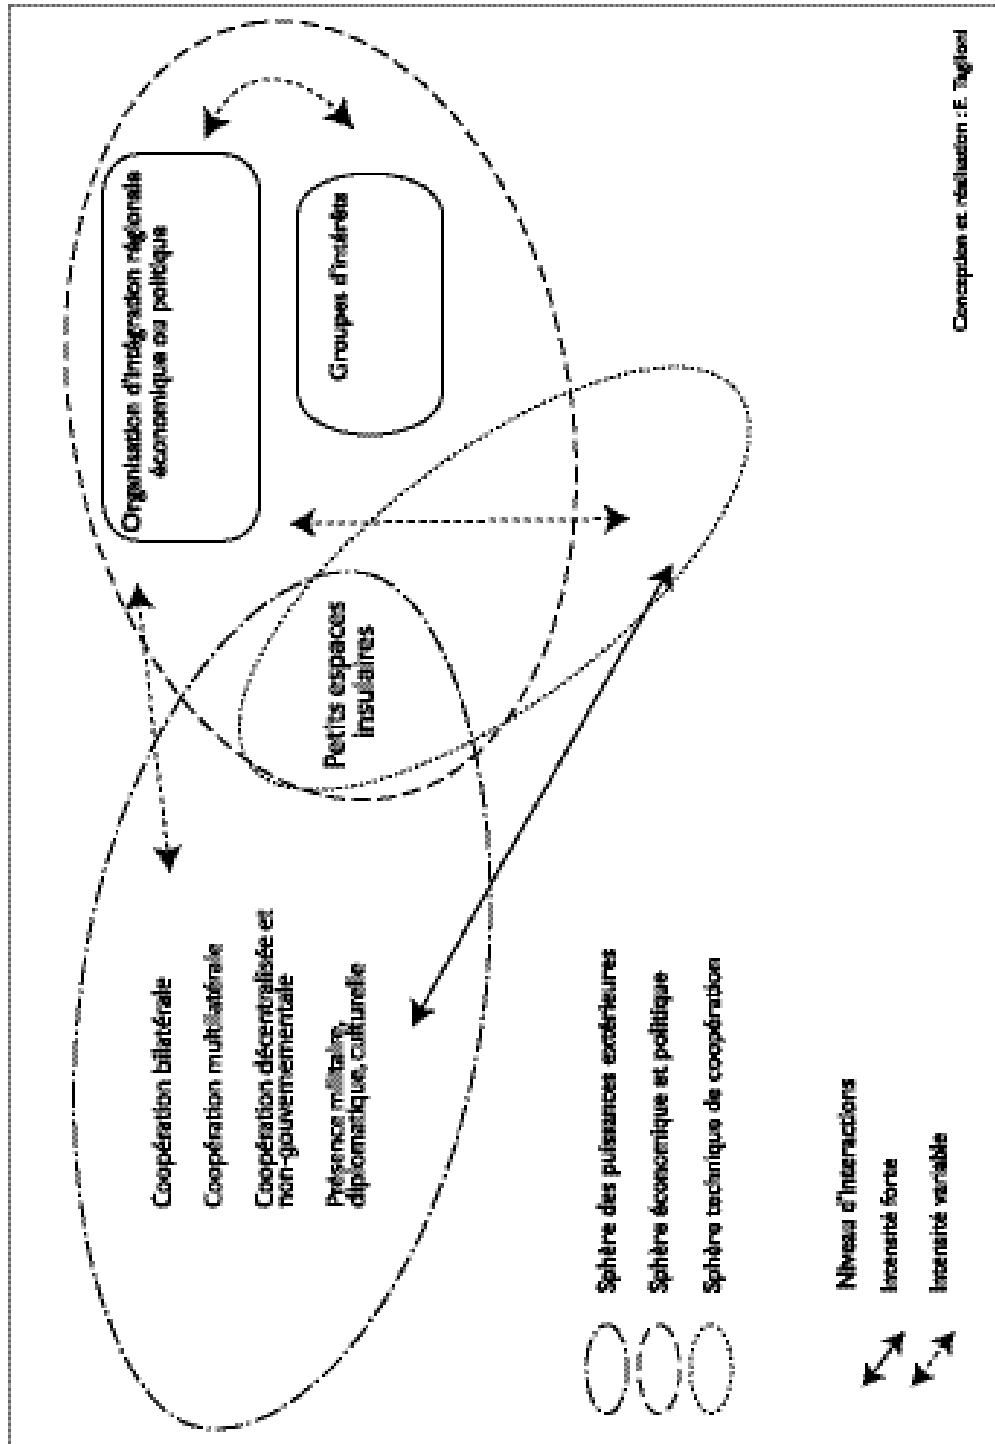 Organisation d'intégration régionale
économique ou politique
Groupes d'intérêts
Petits espaces
insulaires
Coopération bilatérale
Coopération multilatérale
Coopération décentralisée et
non-gouvernementale
Présence militaire,
diplomatique, culturelle
Sphère des puissances extérieures
Sphère économique et politique
Sphère technique de coopération
Niveau d'interactions
Intensité forte
Intensité variable
Conception et réalisation : F. Taglioni